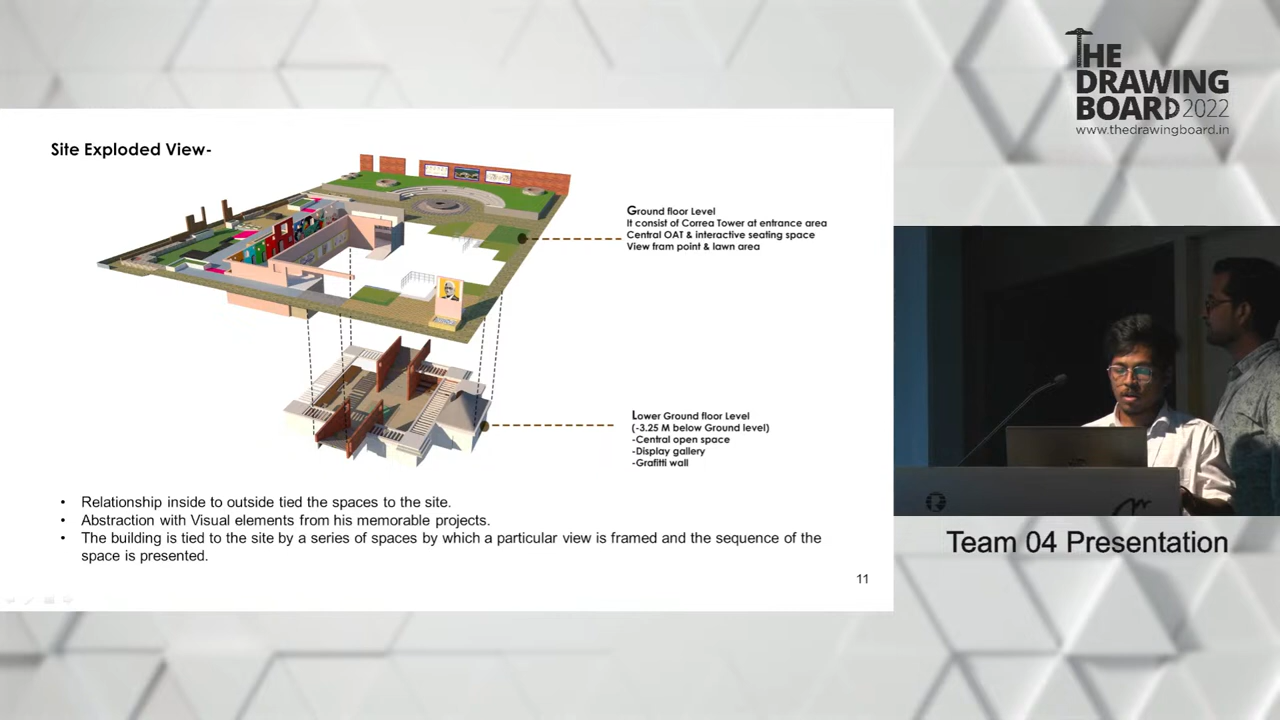 THE
DRAWING
BOARD 2022
www.thedrawingboard.in
Site Exploded View-
Ground floor Level
It consist of Correa Tower at entrance area
Central OAT & interactive seating space
View fram point & lawn area
Lower Ground floor Level
(-3.25 M below Ground level)
-Central open space
-Display gallery
-Grafitti wall
• Relationship inside to outside tied the spaces to the site.
• Abstraction with Visual elements from his memorable projects.
• The building is tied to the site by a series of spaces by which a particular view is framed and the sequence of the
space is presented.
11
Team 04 Presentation